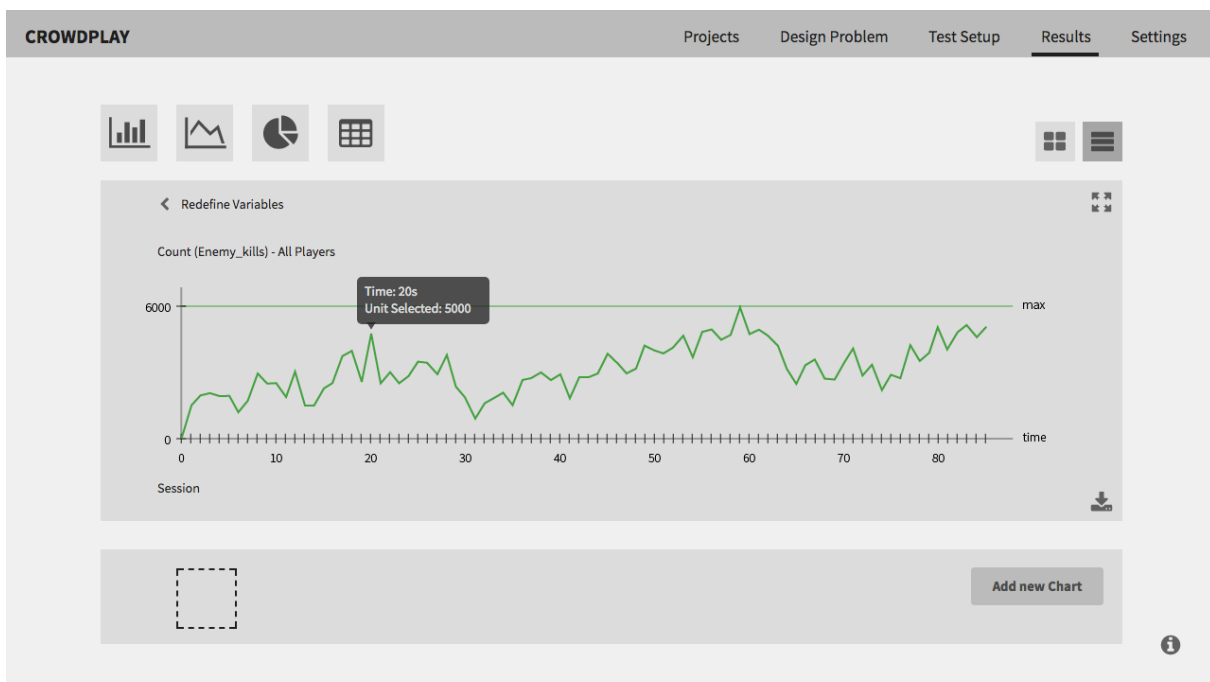 CROWDPLAY
Projects Design Problem Test Setup Results Settings
Redefine Variables
Count (Enemy_kills) - All Players
Time: 20s
Unit Selected: 5000
6000
max
0
time
0 10 20 30 40 50 60 70 80
Session
Add new Chart